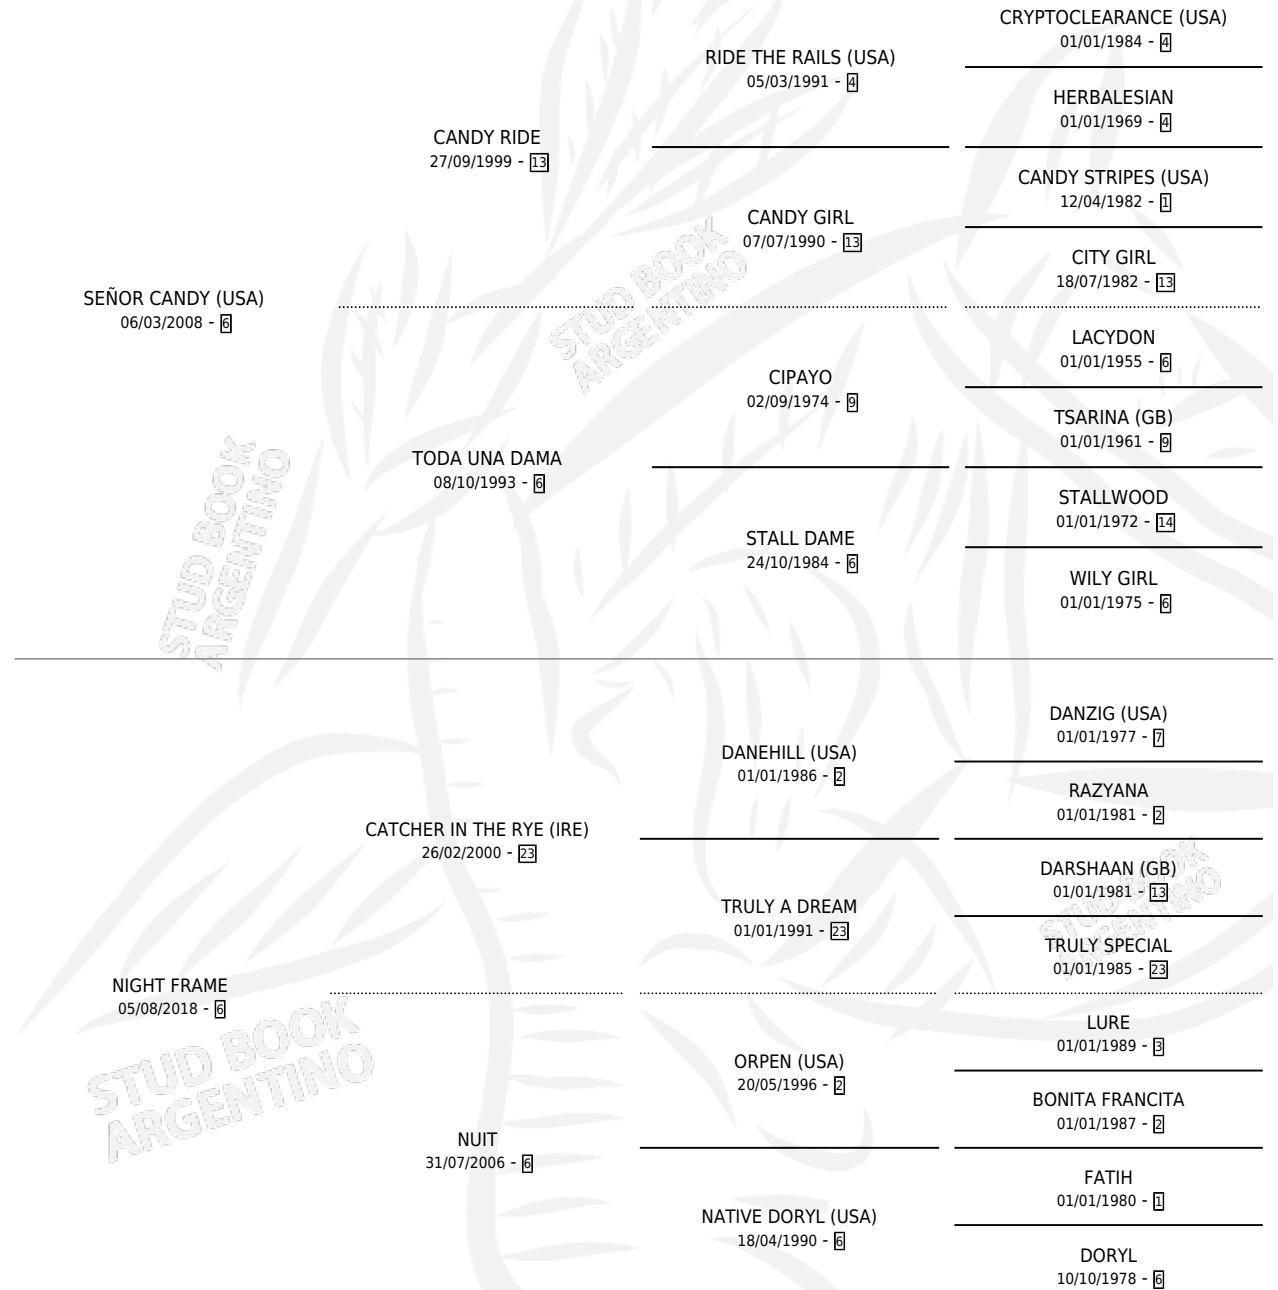 CRYPTOCLEARANCE (USA)
01/01/1984 - 4
RIDE THE RAILS (USA)
05/03/1991 - 4
HERBALESIAN
01/01/1969 - 4
CANDY RIDE
27/09/1999 - 13
CANDY STRIPES (USA)
12/04/1982 - 1
CANDY GIRL
07/07/1990 - 13
CITY GIRL
18/07/1982 - 13
SEÑOR CANDY (USA)
06/03/2008 - 6
LACYDON
01/01/1955 - 6
CIPAYO
02/09/1974 - 9
TSARINA (GB)
01/01/1961 - 9
TODA UNA DAMA
08/10/1993 - 6
STALLWOOD
01/01/1972 - 14
STALL DAME
24/10/1984 - 6
WILY GIRL
01/01/1975 - 6
STUD BOOK
ARGENTINO
STUD BOOK
ARGENTINO
DANZIG (USA)
01/01/1977 - 7
DANEHILL (USA)
01/01/1986 - 2
RAZYANA
01/01/1981 - 2
CATCHER IN THE RYE (IRE)
26/02/2000 - 23
DARSHAAN (GB)
01/01/1981 - 13
TRULY A DREAM
01/01/1991 - 23
TRULY SPECIAL
01/01/1985 - 23
STUD BOOK
ARGENTINO
NIGHT FRAME
05/08/2018 - 6
LURE
01/01/1989 - 3
ORPEN (USA)
20/05/1996 - 2
BONITA FRANCITA
01/01/1987 - 2
NUIT
31/07/2006 - 6
FATIH
01/01/1980 - 1
NATIVE DORYL (USA)
18/04/1990 - 6
DORYL
10/10/1978 - 6
STUD BOOK
ARGENTINO